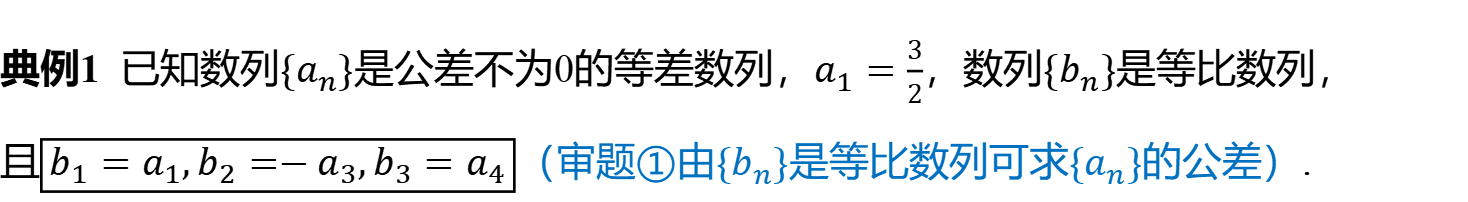 典例1 已知数列{aₙ}是公差不为0的等差数列，a₁ = 3/2，数列{bₙ}是等比数列，
且b₁ = a₁, b₂ =− a₃, b₃ = a₄（审题①由{bₙ}是等比数列可求{aₙ}的公差）.